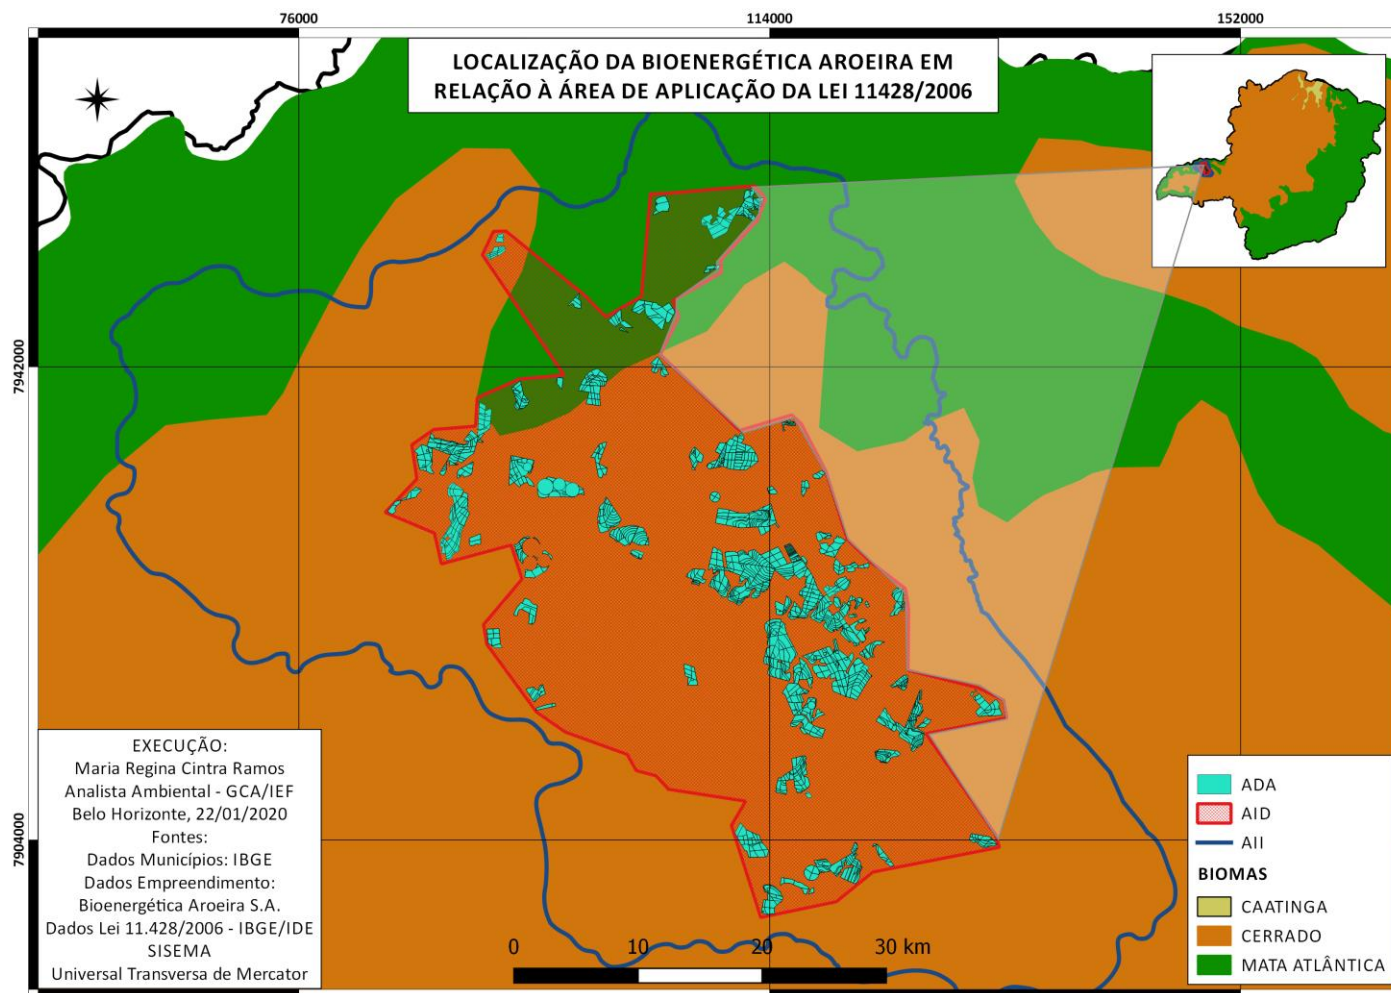 76000
114000
152000
LOCALIZAÇÃO DA BIOENERGÉTICA AROEIRA EM
RELAÇÃO À ÁREA DE APLICAÇÃO DA LEI 11428/2006
7942000
7904000
EXECUÇÃO:
Maria Regina Cintra Ramos
Analista Ambiental - GCA/IEF
Belo Horizonte, 22/01/2020
Fontes:
Dados Municípios: IBGE
Dados Empreendimento:
Bioenergética Aroeira S.A.
Dados Lei 11.428/2006 - IBGE/IDE
SISEMA
Universal Transversa de Mercator
0 10 20 30 km
ADA
AID
AII
BIOMAS
CAATINGA
CERRADO
MATA ATLÂNTICA